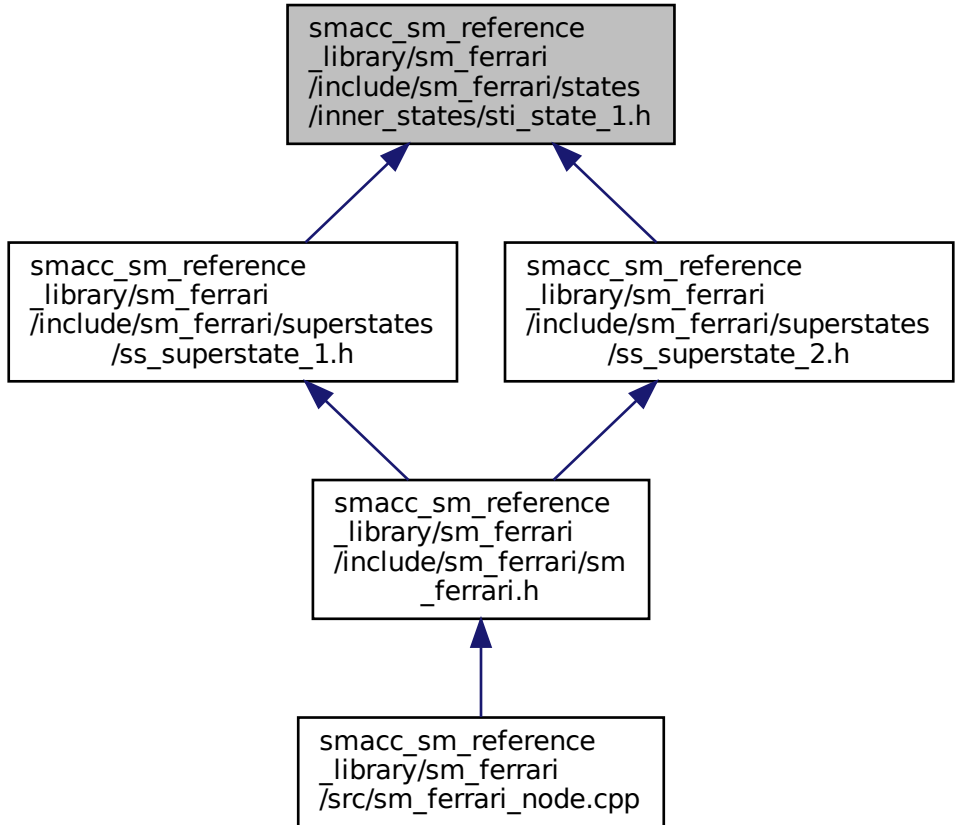 smacc_sm_reference
_library/sm_ferrari
/include/sm_ferrari/states
/inner_states/sti_state_1.h
smacc_sm_reference
_library/sm_ferrari
/include/sm_ferrari/superstates
/ss_superstate_1.h
smacc_sm_reference
_library/sm_ferrari
/include/sm_ferrari/superstates
/ss_superstate_2.h
smacc_sm_reference
_library/sm_ferrari
/include/sm_ferrari/sm
_ferrari.h
smacc_sm_reference
_library/sm_ferrari
/src/sm_ferrari_node.cpp